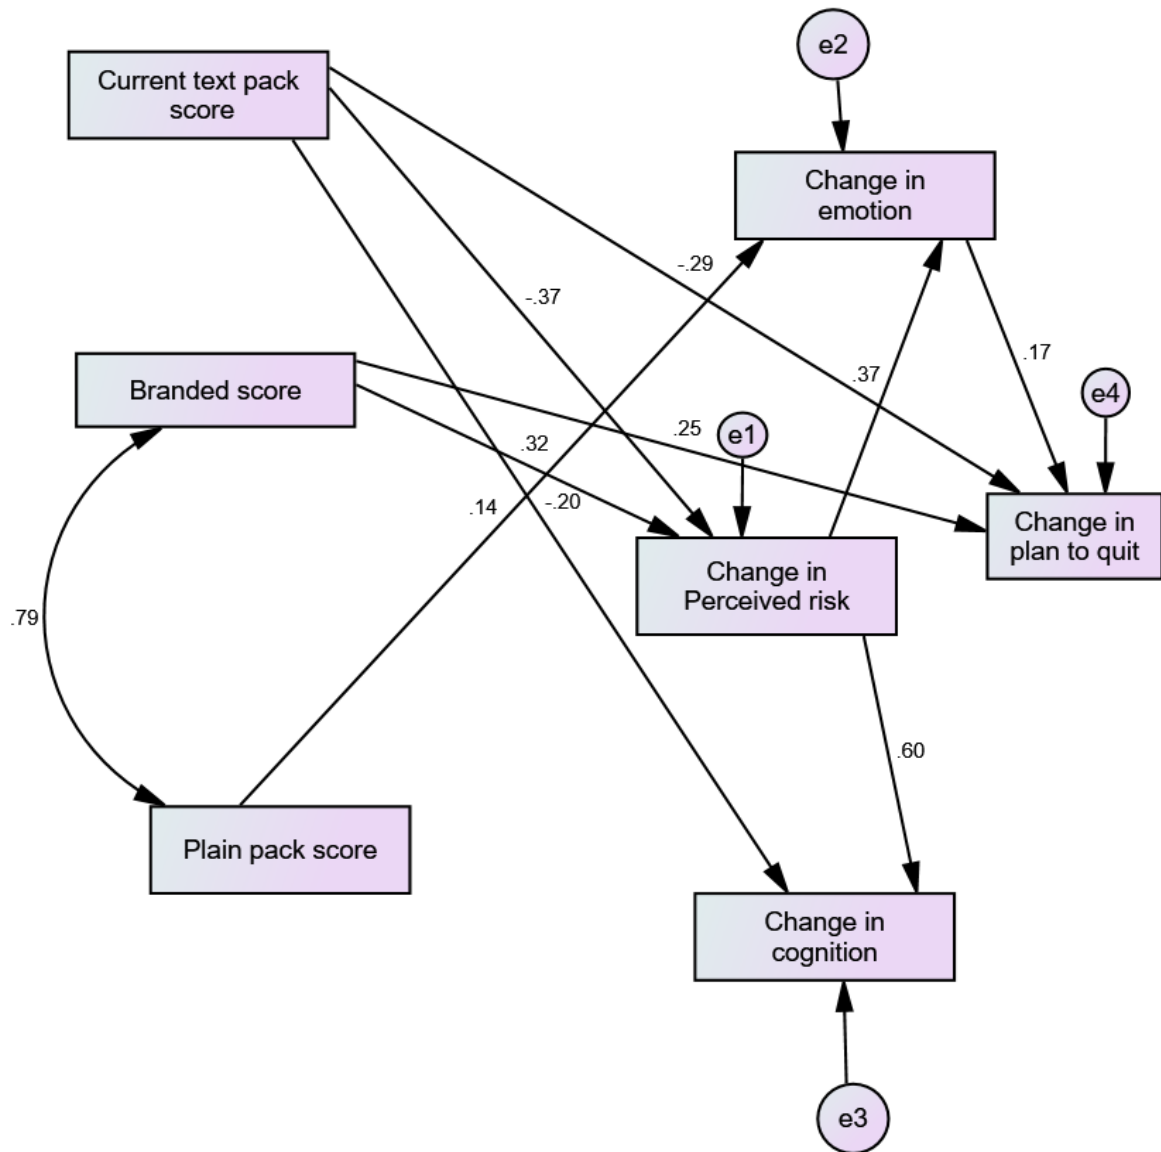 e2
Current text pack
score
Change in
emotion
-.29
-.37
.17
.37
Branded score
e4
.25
e1
.32
.14
-.20
Change in
plan to quit
Change in
Perceived risk
.79
.60
Plain pack score
Change in
cognition
e3